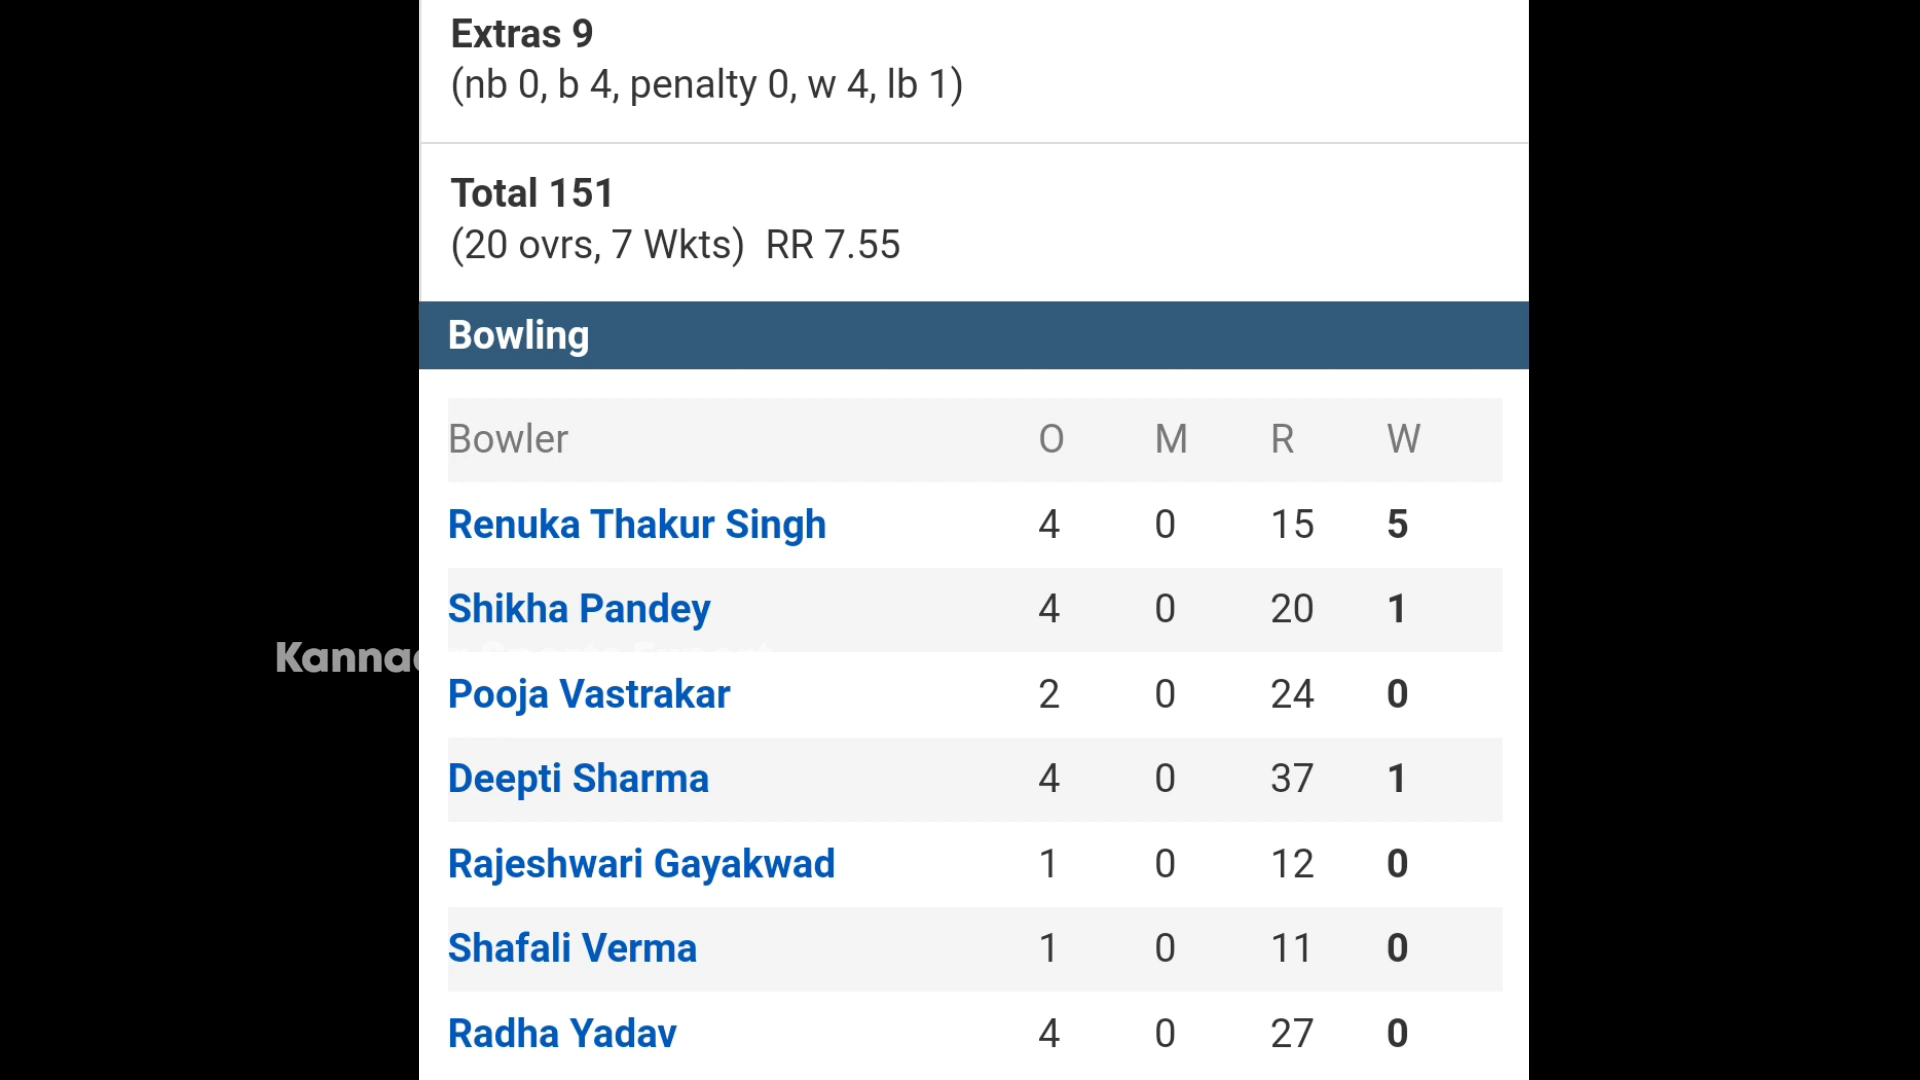 Extras 9
(nb 0, b 4, penalty 0, w 4, lb 1)
Total 151
(20 ovrs, 7 Wkts) RR 7.55
Bowling
Bowler O M R W
Renuka Thakur Singh 4 0 15 5
Shikha Pandey 4 0 20 1
Kannada Sports Expert
Pooja Vastrakar 2 0 24 0
Deepti Sharma 4 0 37 1
Rajeshwari Gayakwad 1 0 12 0
Shafali Verma 1 0 11 0
Radha Yadav 4 0 27 0